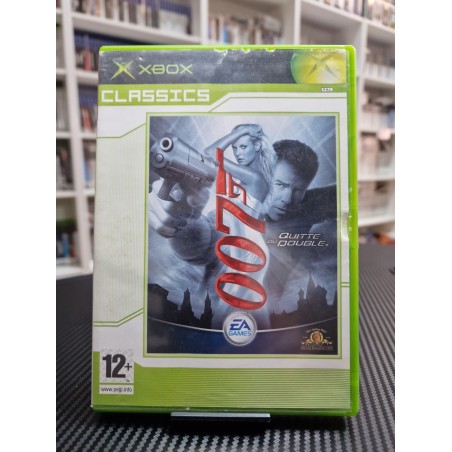 XBOX
CLASSICS
007
QUITTE
OU DOUBLE
EA
GAMES
12+
www.pegi.info